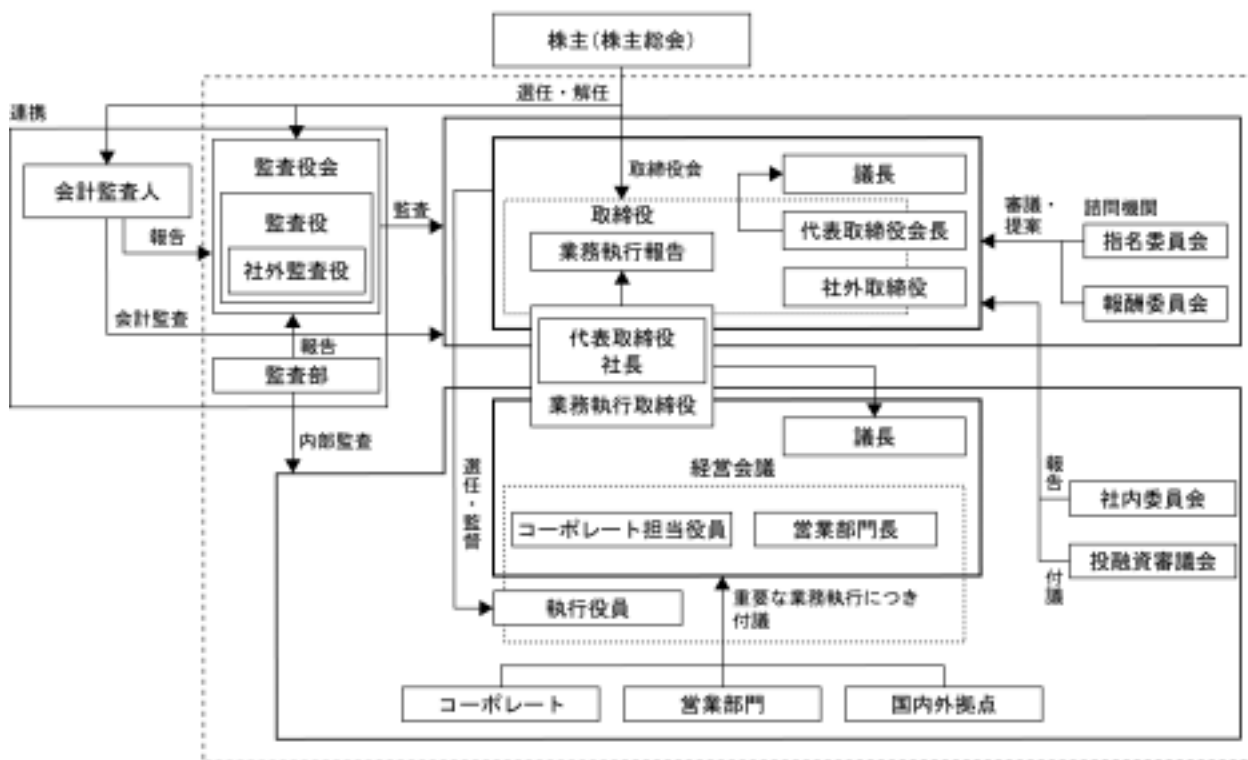 株主(株主総会)
選任・解任
連携
会計監査人
監査役会
監査役
社外監査役
報告
監査
会計監査
報告
監査部
内部監査
取締役会
取締役
業務執行報告
議長
代表取締役会長
社外取締役
審議・
提案
諮問機関
指名委員会
報酬委員会
代表取締役
社長
業務執行取締役
議長
経営会議
選任・監督
コーポレート担当役員
営業部門長
執行役員
重要な業務執行につき
付議
報告
社内委員会
投融資審議会
付議
コーポレート
営業部門
国内外拠点